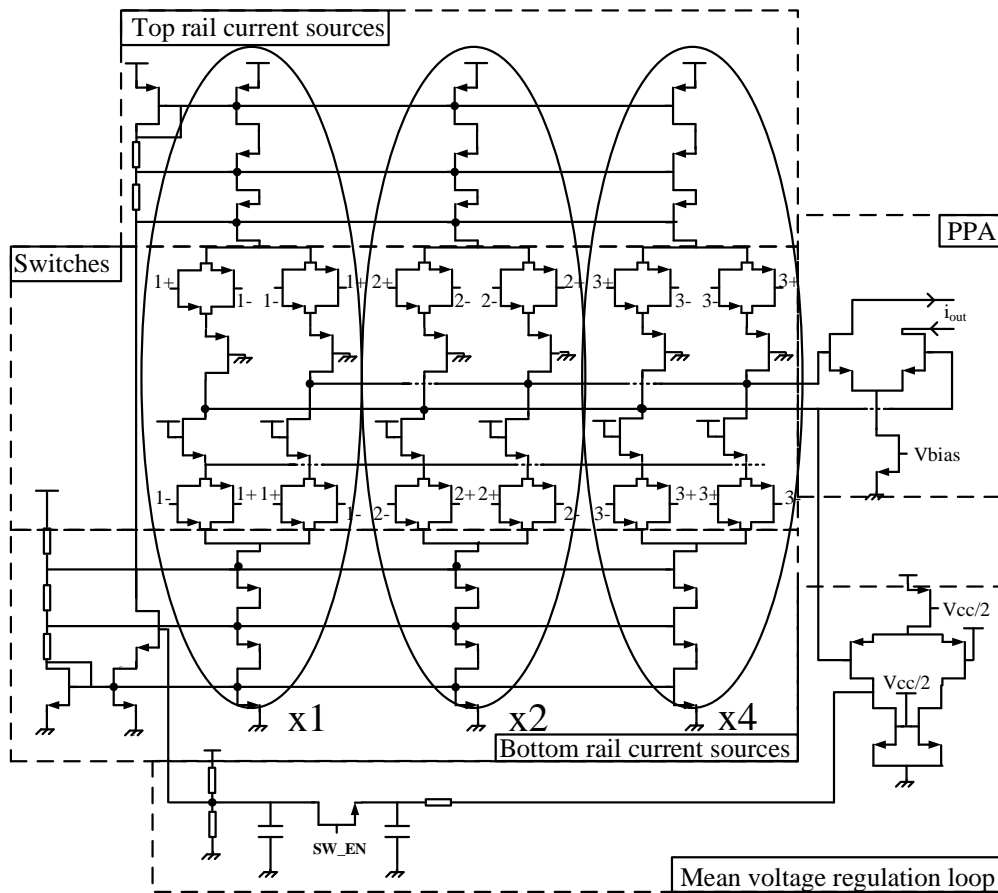 Top rail current sources
PPA
Switches
1+
1-
1-
1+
2+
2-
2-
2+
3+
3-
3-
3+
iout
Vbias
1-
1+
1+
1-
2-
2+
2+
2-
3-
3+
3+
3-
Vcc/2
Vcc/2
x1
x2
x4
Bottom rail current sources
SW_EN
Mean voltage regulation loop